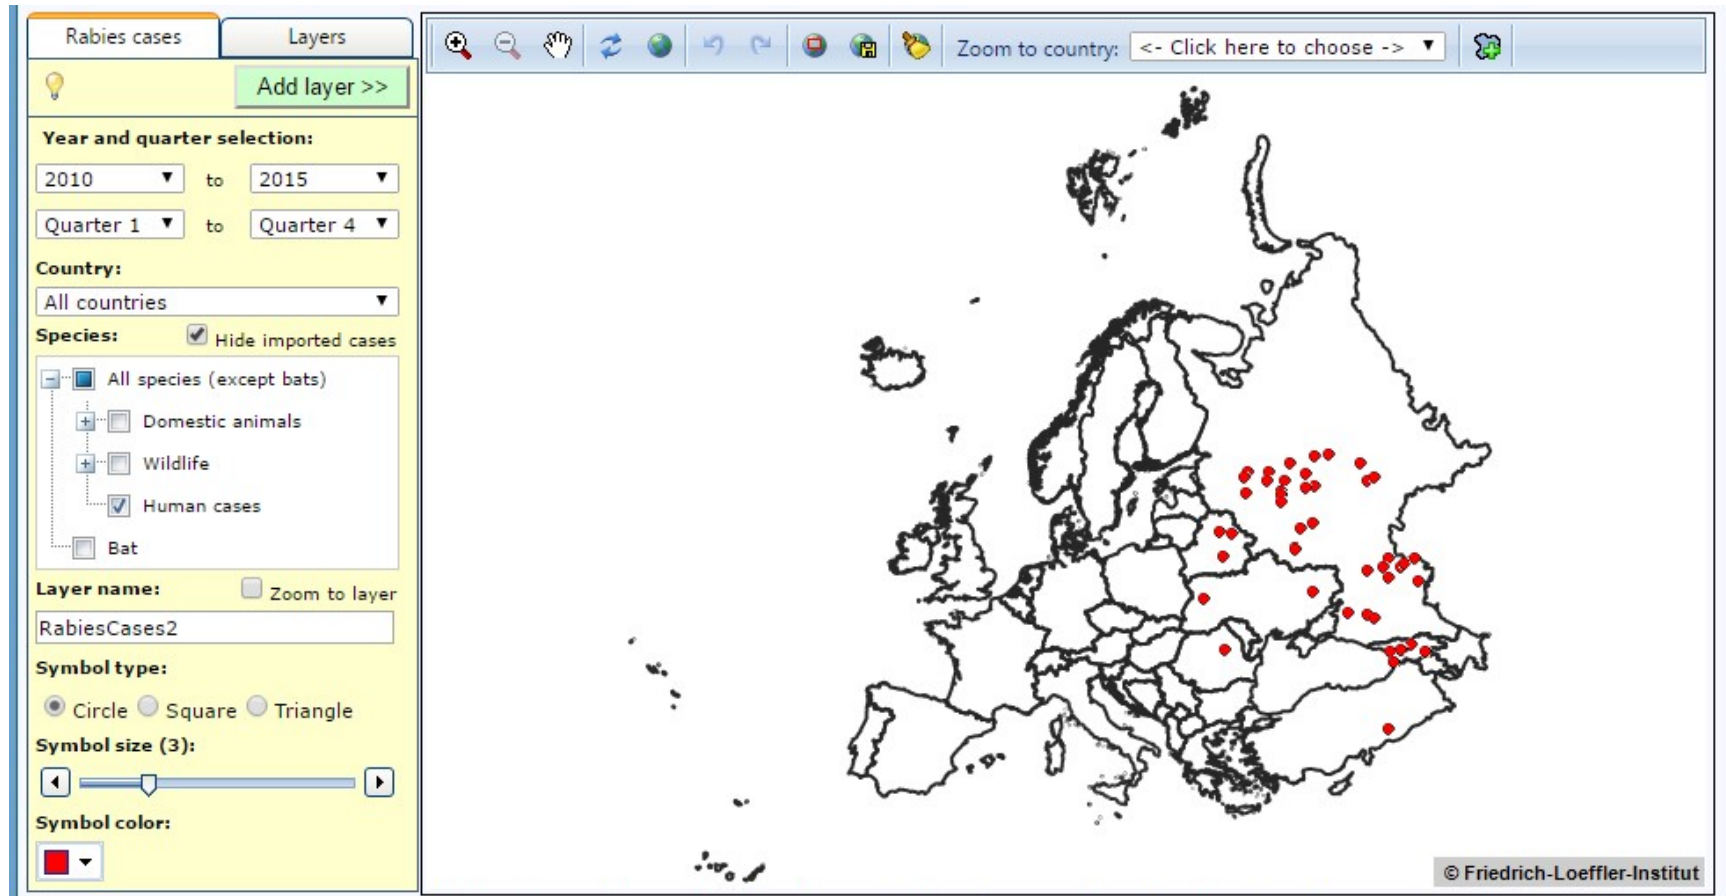 Rabies cases
Layers
Zoom to country: <- Click here to choose ->
Add layer >>
Year and quarter selection:
2010 to 2015
Quarter 1 to Quarter 4
Country:
All countries
Species: Hide imported cases
All species (except bats)
Domestic animals
Wildlife
Human cases
Bat
Layer name: Zoom to layer
RabiesCases2
Symbol type:
Circle Square Triangle
Symbol size (3):
Symbol color:
© Friedrich-Loeffler-Institut